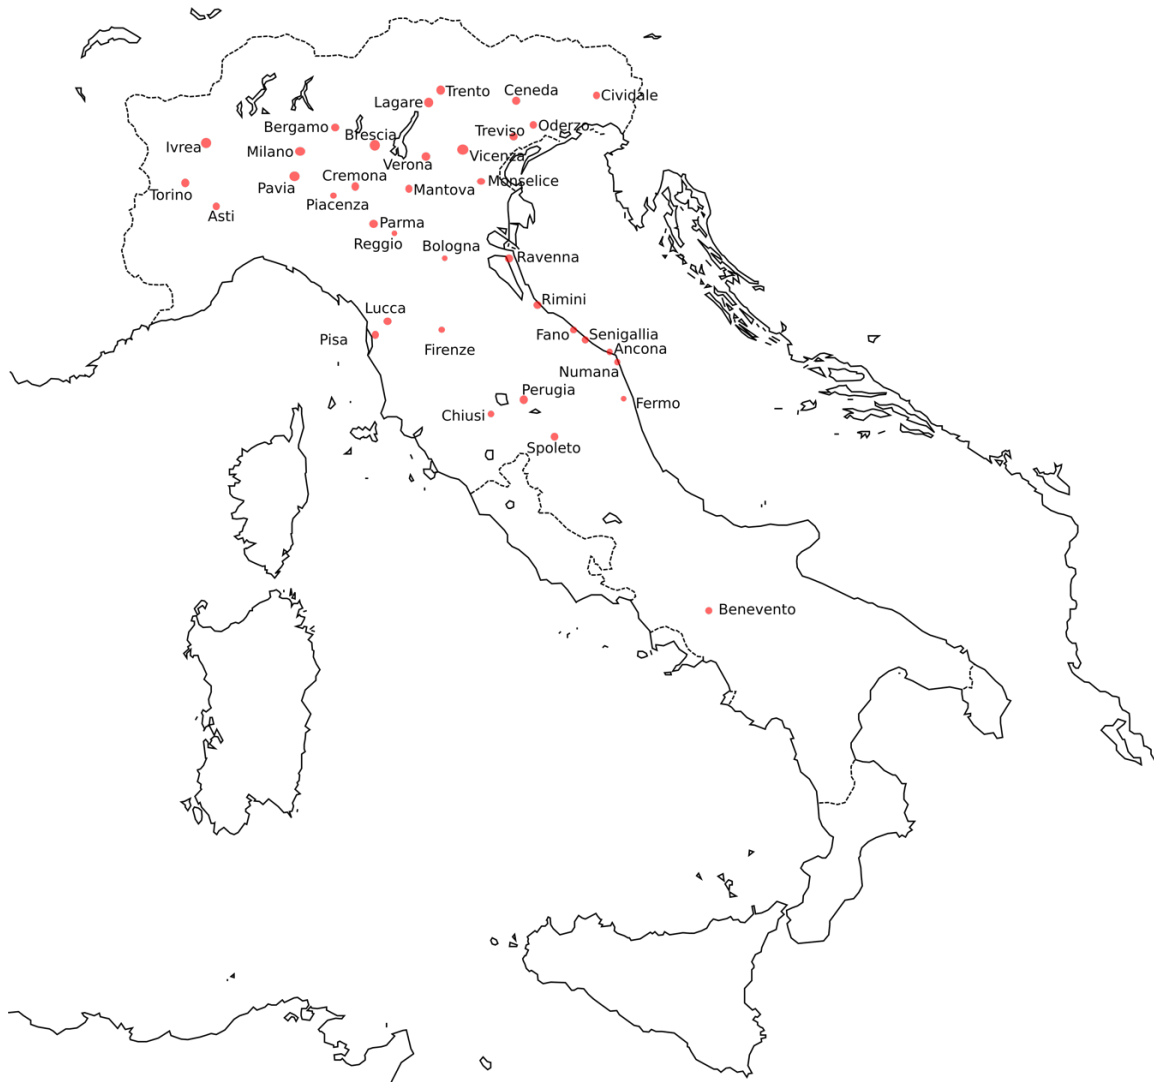 Trento
Ceneda
Cividale
Lagare
Bergamo
Oderzo
Brescia
Treviso
Ivrea
Milano
Vicenza
Verona
Cremona
Monselice
Pavia
Mantova
Torino
Piacenza
Asti
Parma
Reggio
Bologna
Ravenna
Rimini
Lucca
Pisa
Fano
Senigallia
Firenze
Ancona
Numana
Perugia
Fermo
Chiusi
Spoleto
Benevento